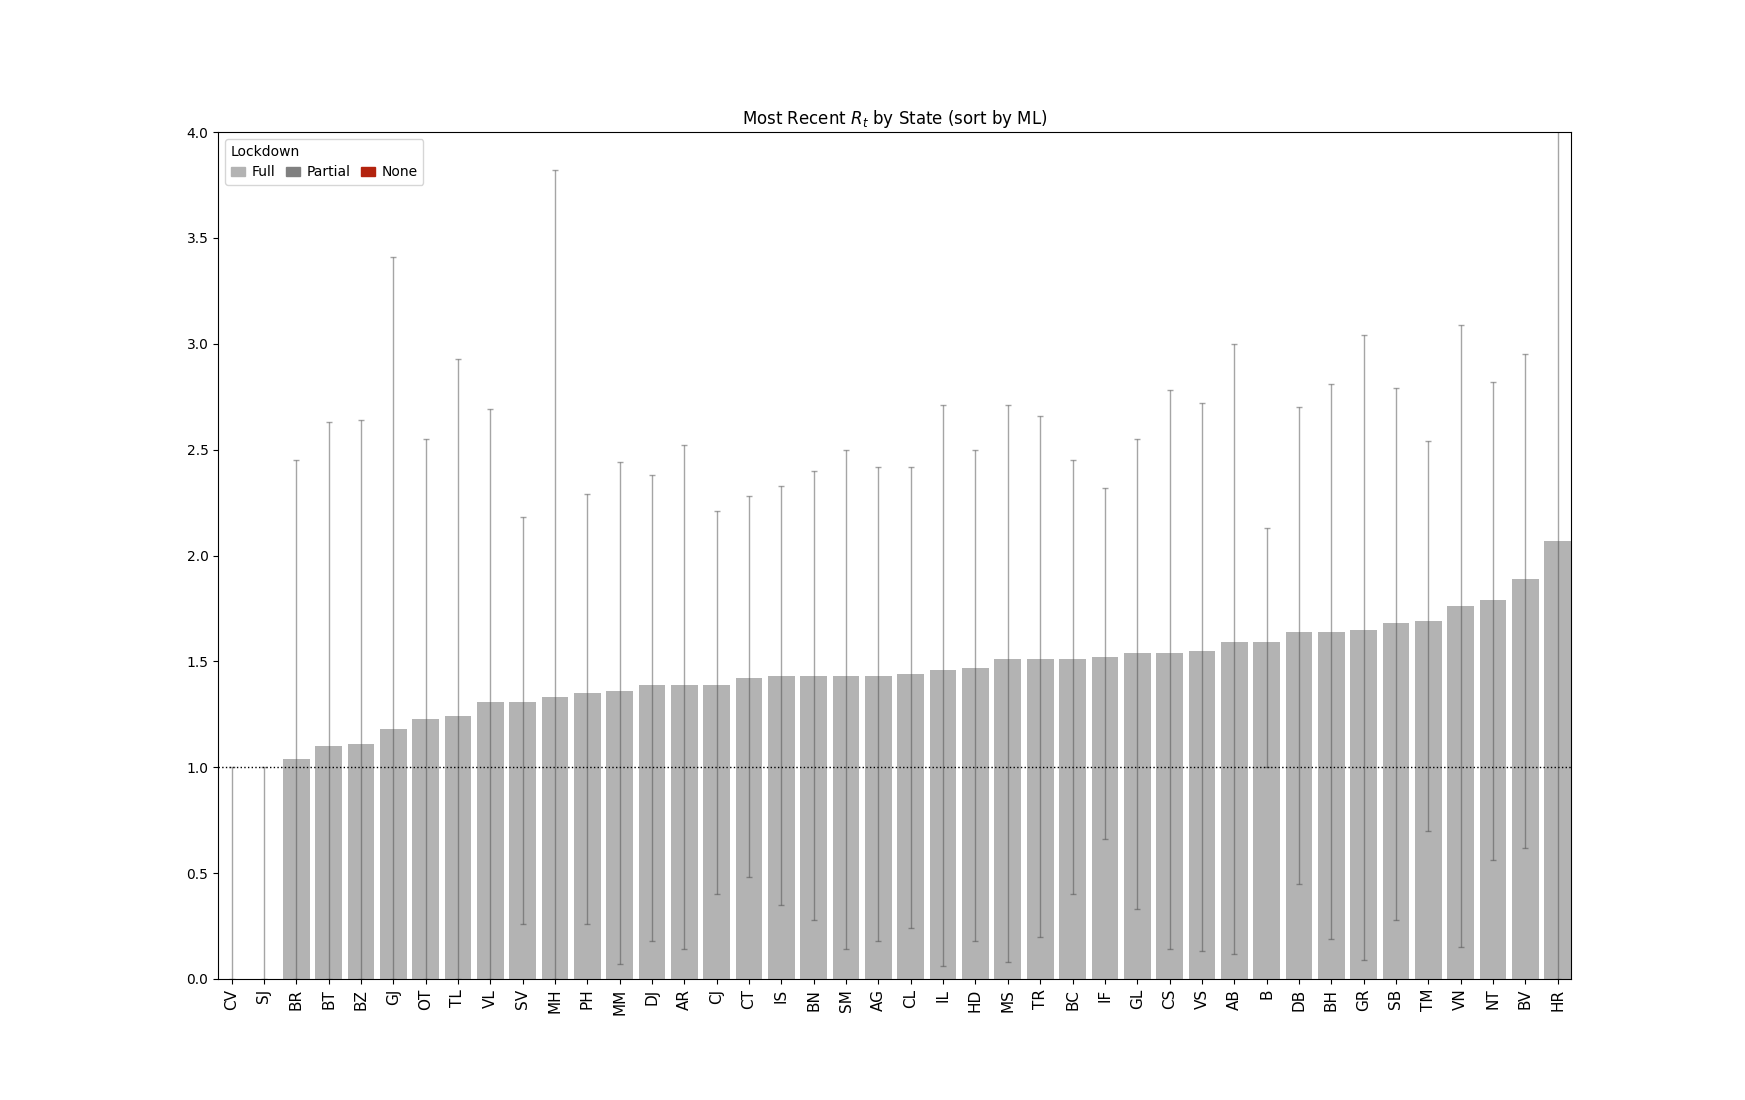 Most Recent Rt by State (sort by ML)
Lockdown
Full Partial None
4.0
3.5
3.0
2.5
2.0
1.5
1.0
0.5
0.0
CV SJ BR BT BZ GJ OT TL VL SV MH PH MM DJ AR CJ CT IS BN SM AG CL IL HD MS TR BC IF GL CS VS AB B DB BH GR SB TM VN NT BV HR